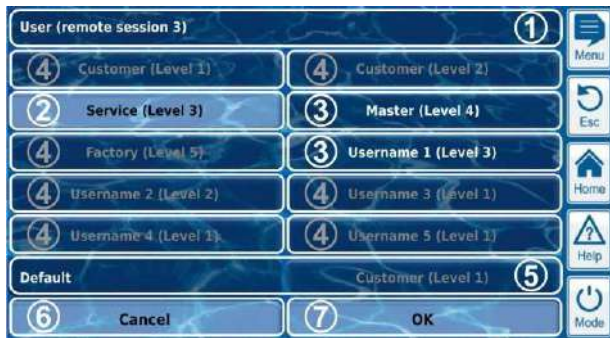 User (remote session 3) 1
Menu
4 Customer (Level 1) 4 Customer (Level 2)
2 Service (Level 3) 3 Master (Level 4)
Esc
4 Factory (Level 5) 3 Username 1 (Level 3)
Home
4 Username 2 (Level 2) 4 Username 3 (Level 1)
4 Username 4 (Level 1) 4 Username 5 (Level 1)
?
Help
Default Customer (Level 1) 5
6 Cancel 7 OK
Mode